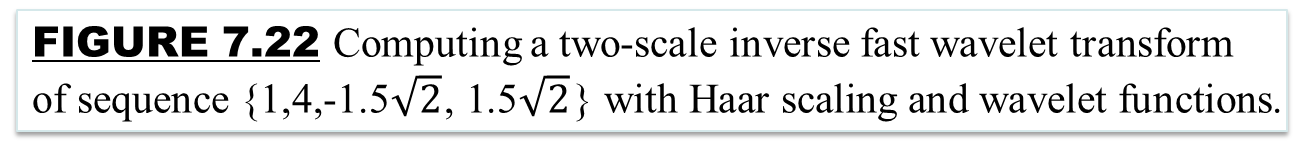 FIGURE 7.22 Computing a two-scale inverse fast wavelet transform
of sequence {1,4,-1.5√2, 1.5√2} with Haar scaling and wavelet functions.